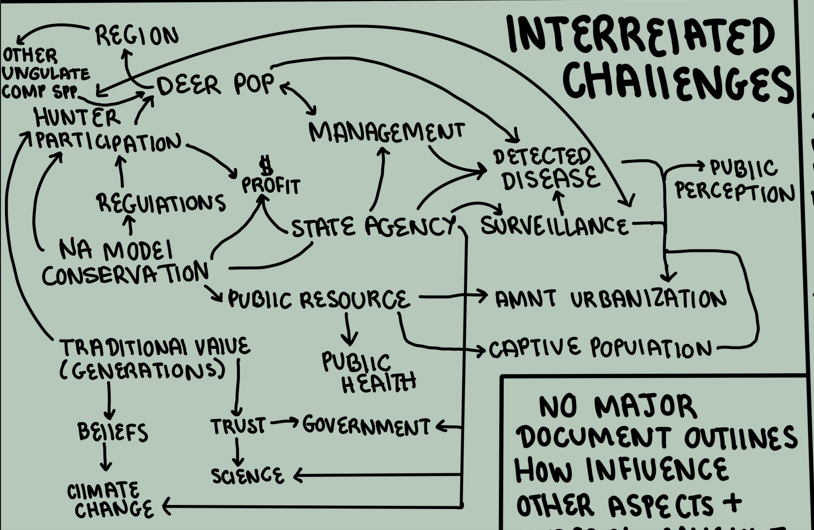 INTERRELATED
CHALLENGES
REGION
OTHER
UNGULATE
COMP SPP.
DEER POP
HUNTER
PARTICIPATION
MANAGEMENT
$
PROFIT
DETECTED
DISEASE
PUBLIC
PERCEPTION
REGULATIONS
STATE AGENCY
SURVEILLANCE
NA MODEL
CONSERVATION
PUBLIC RESOURCE
AMNT URBANIZATION
TRADITIONAL VALUE
(GENERATIONS)
PUBLIC
HEALTH
CAPTIVE POPULATION
BELIEFS
TRUST
GOVERNMENT
SCIENCE
CLIMATE
CHANGE
NO MAJOR
DOCUMENT OUTLINES
HOW INFLUENCE
OTHER ASPECTS +